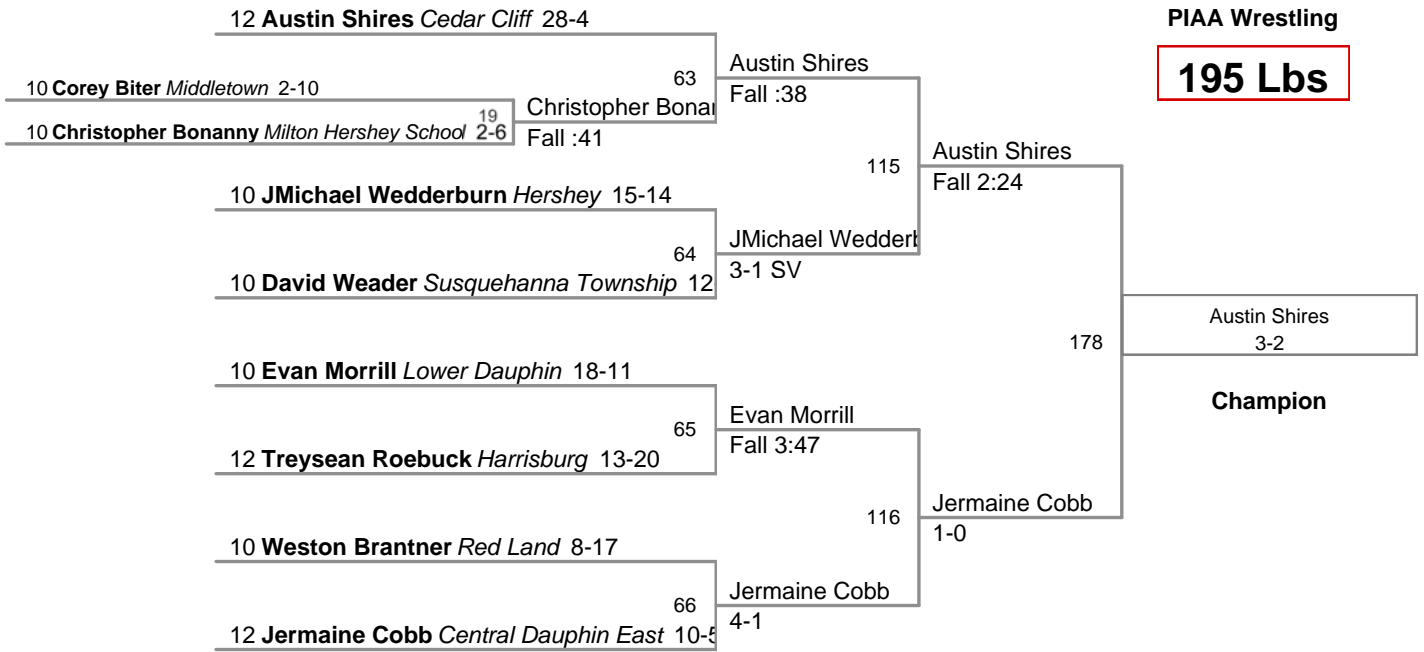 12 Austin Shires Cedar Cliff 28-4
PIAA Wrestling
195 Lbs
63
Austin Shires
Fall :38
10 Corey Biter Middletown 2-10
19
Christopher Bonan
Fall :41
10 Christopher Bonanny Milton Hershey School 2-6
115
Austin Shires
Fall 2:24
10 JMichael Wedderburn Hershey 15-14
64
JMichael Wedderb
3-1 SV
10 David Weader Susquehanna Township 12
178
Austin Shires
3-2
Champion
10 Evan Morrill Lower Dauphin 18-11
65
Evan Morrill
Fall 3:47
12 Treysean Roebuck Harrisburg 13-20
116
Jermaine Cobb
1-0
10 Weston Brantner Red Land 8-17
66
Jermaine Cobb
4-1
12 Jermaine Cobb Central Dauphin East 10-5